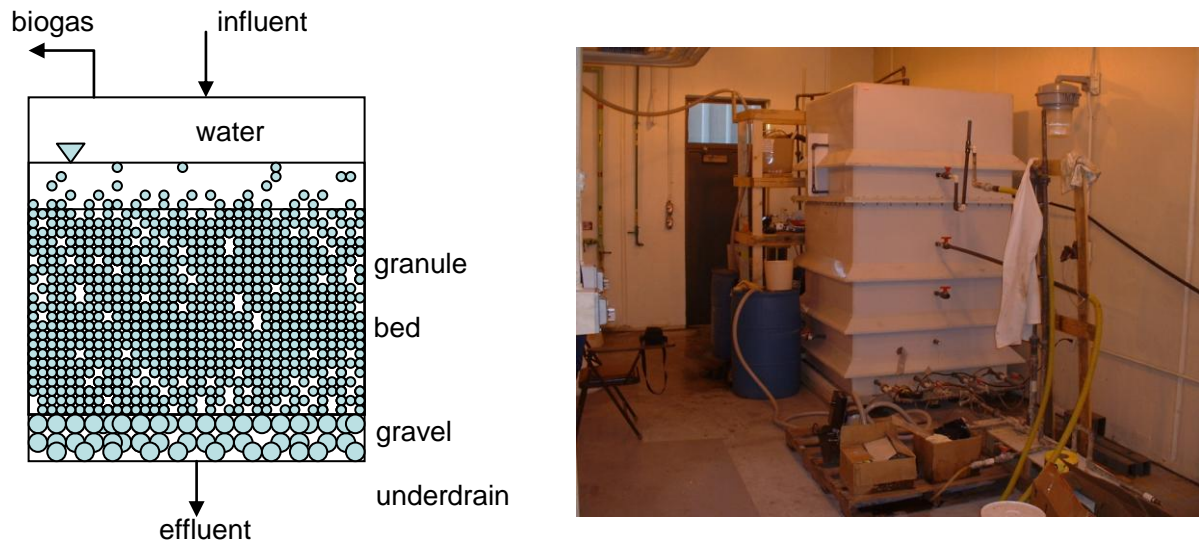 biogas
influent
water
granule
bed
gravel
underdrain
effluent